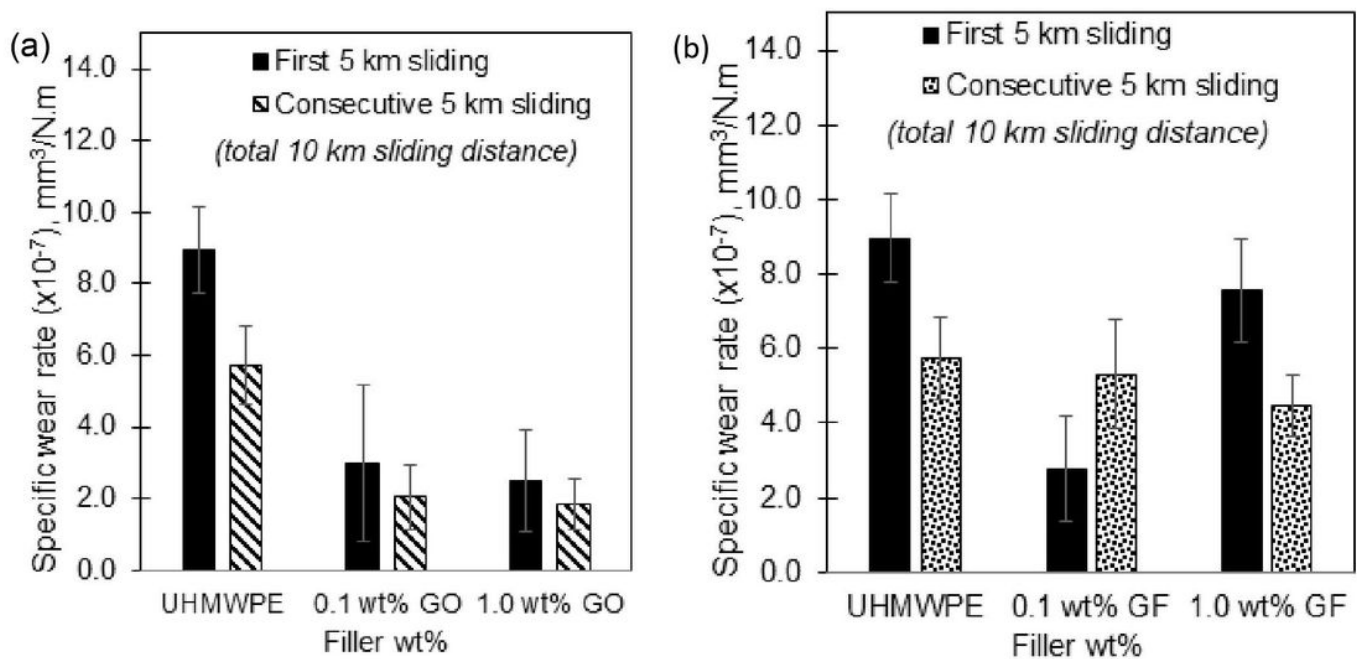 (a)
Specific wear rate (x10⁻⁷), mm³/N.m
14.0
12.0
10.0
8.0
6.0
4.0
2.0
0.0
First 5 km sliding
Consecutive 5 km sliding
(total 10 km sliding distance)
UHMWPE 0.1 wt% GO 1.0 wt% GO
Filler wt%
(b)
Specific wear rate (x10⁻⁷), mm³/N.m
14.0
12.0
10.0
8.0
6.0
4.0
2.0
0.0
First 5 km sliding
Consecutive 5 km sliding
(total 10 km sliding distance)
UHMWPE 0.1 wt% GF 1.0 wt% GF
Filler wt%